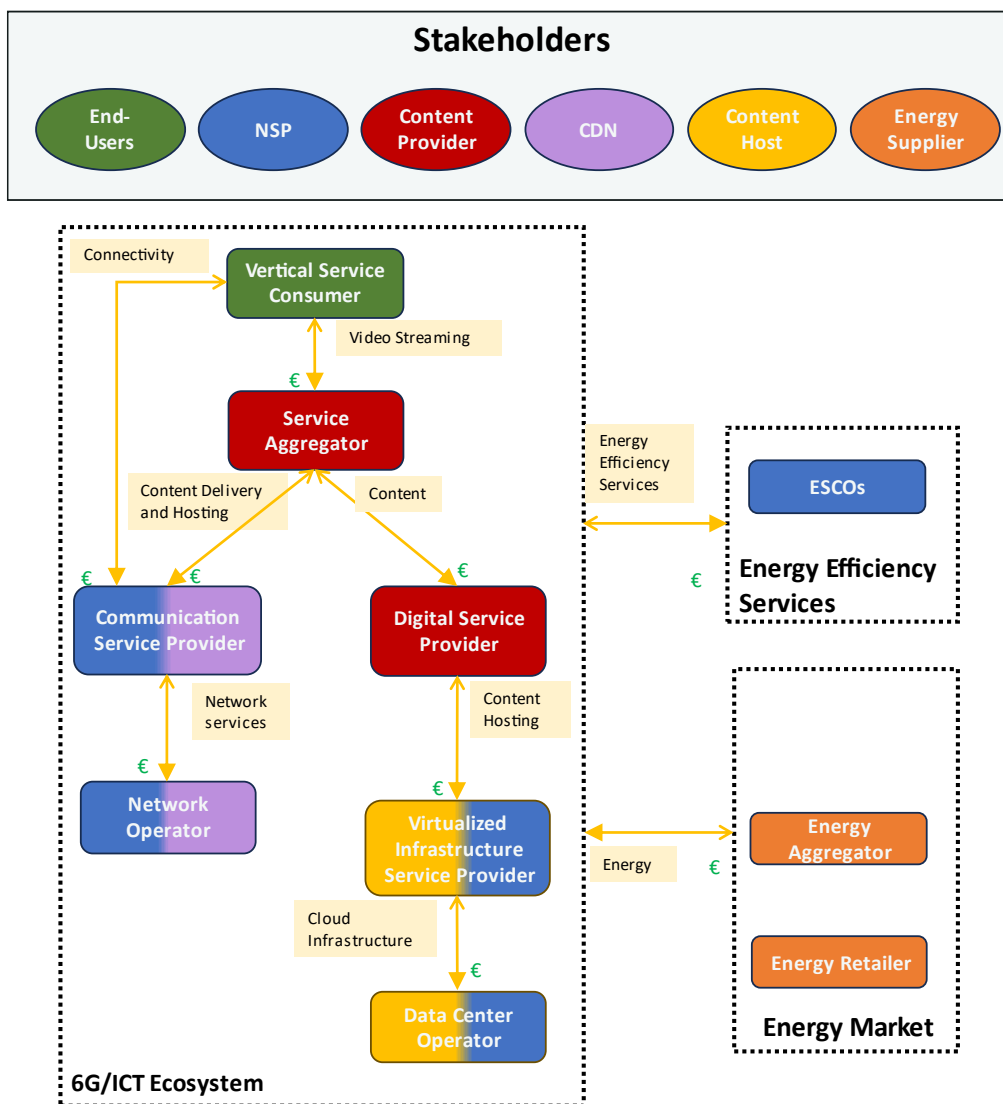 Stakeholders
End-
Users
NSP
Content
Provider
CDN
Content
Host
Energy
Supplier
Connectivity
Vertical Service
Consumer
Video Streaming
€
Service
Aggregator
Content Delivery
and Hosting
Content
€
€
€
Communication
Service Provider
Digital Service
Provider
Network
services
Content
Hosting
€
€
Network
Operator
Virtualized
Infrastructure
Service Provider
Cloud
Infrastructure
€
Data Center
Operator
6G/ICT Ecosystem
Energy
Efficiency
Services
€
ESCOs
Energy Efficiency
Services
Energy
€
Energy
Aggregator
Energy Retailer
Energy Market